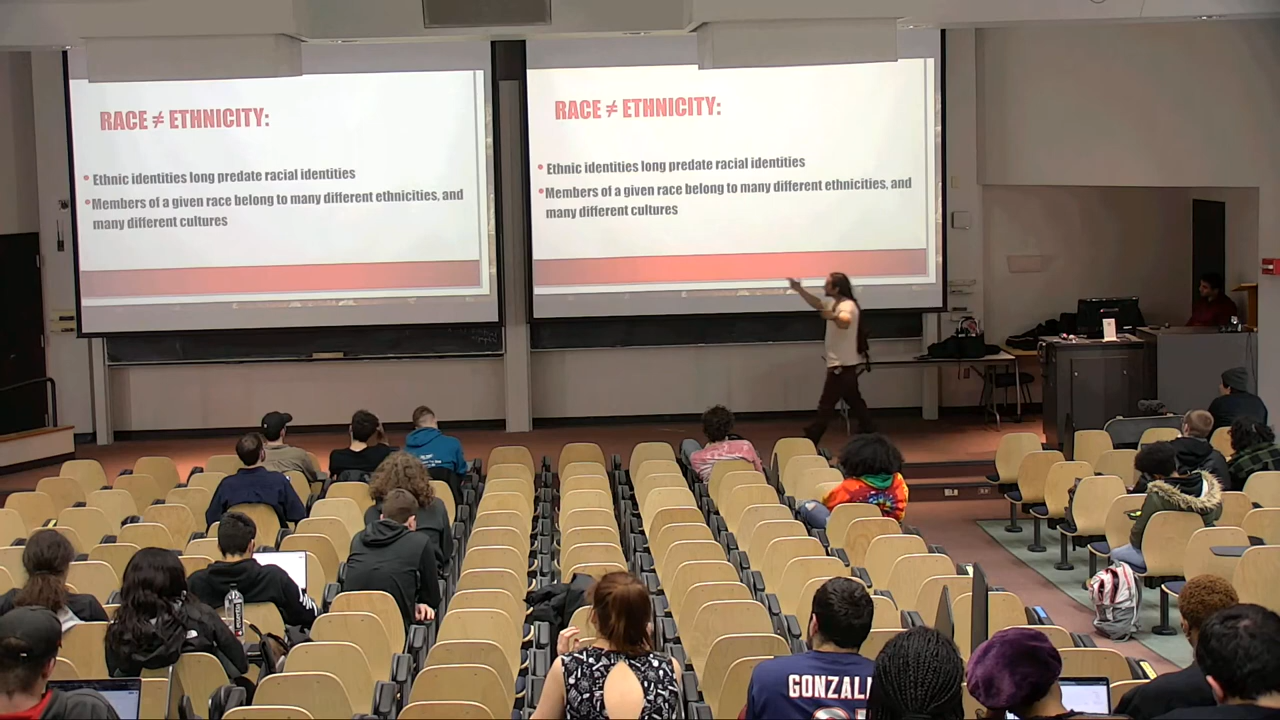 RACE ≠ ETHNICITY:
• Ethnic identities long predate racial identities
• Members of a given race belong to many different ethnicities, and
many different cultures
RACE ≠ ETHNICITY:
• Ethnic identities long predate racial identities
• Members of a given race belong to many different ethnicities, and
many different cultures
GONZAL